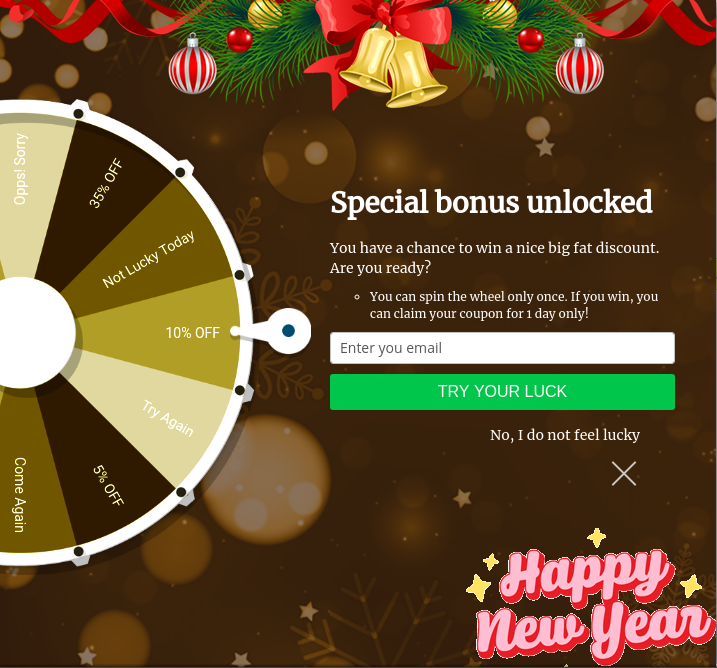 Opps! Sorry
35% OFF
Not Lucky Today
10% OFF
Try Again
5% OFF
Come Again
Special bonus unlocked
You have a chance to win a nice big fat discount.
Are you ready?
You can spin the wheel only once. If you win, you
can claim your coupon for 1 day only!
Enter you email
TRY YOUR LUCK
No, I do not feel lucky
Happy
New Year